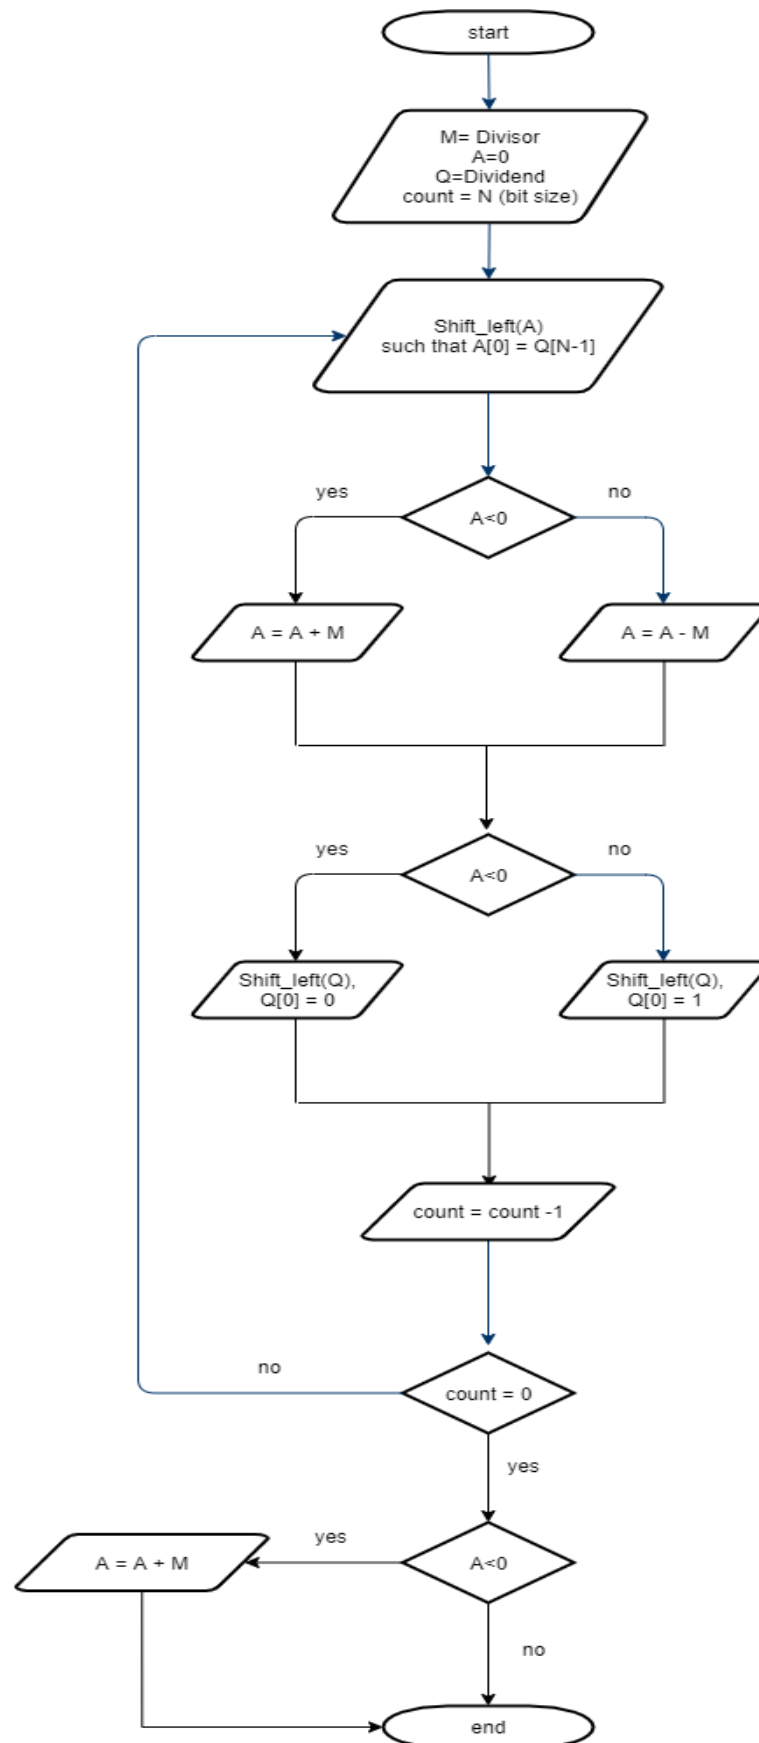 start
M= Divisor
A=0
Q=Dividend
count = N (bit size)
Shift_left(A)
such that A[0] = Q[N-1]
yes
no
A<0
A = A + M
A = A - M
yes
no
A<0
Shift_left(Q),
Q[0] = 0
Shift_left(Q),
Q[0] = 1
count = count -1
no
count = 0
yes
yes
A = A + M
A<0
no
end